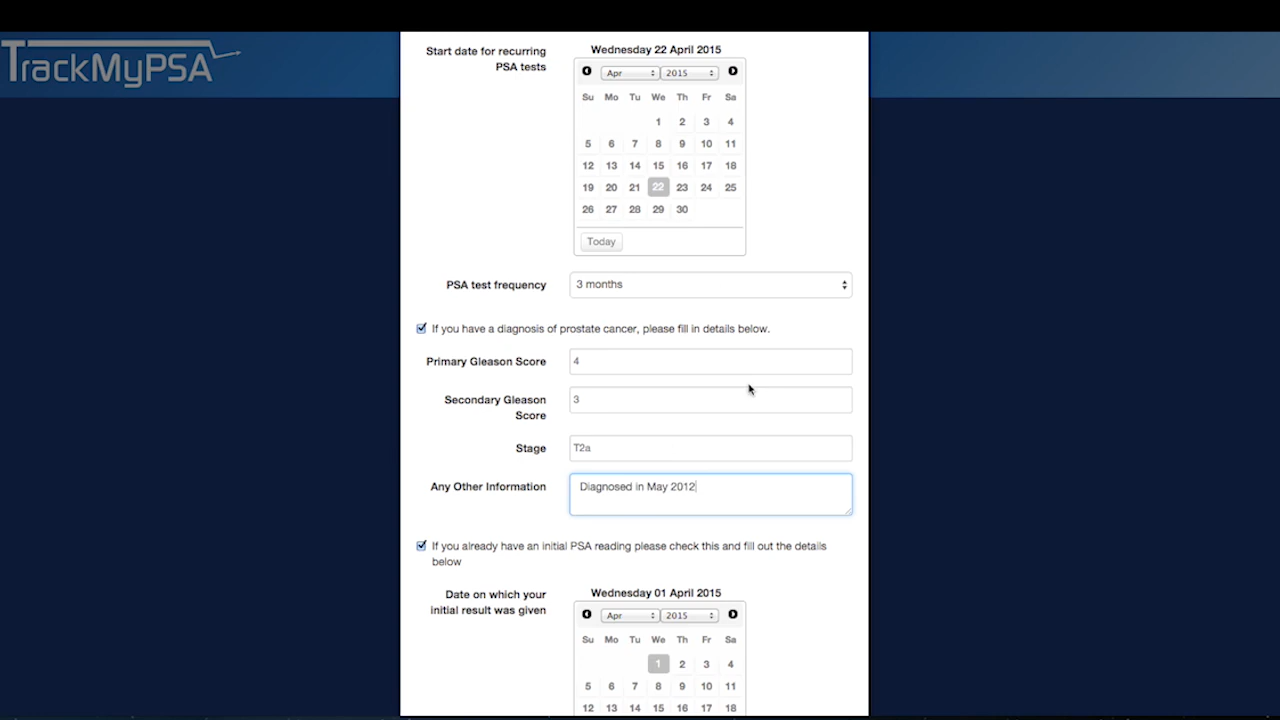 TrackMyPSA
Start date for recurring
PSA tests
Wednesday 22 April 2015
Apr 2015
Su Mo Tu We Th Fr Sa
1 2 3 4
5 6 7 8 9 10 11
12 13 14 15 16 17 18
19 20 21 22 23 24 25
26 27 28 29 30
Today
PSA test frequency
3 months
If you have a diagnosis of prostate cancer, please fill in details below.
Primary Gleason Score
4
Secondary Gleason
Score
3
Stage
T2a
Any Other Information
Diagnosed in May 2012
If you already have an initial PSA reading please check this and fill out the details
below
Date on which your
initial result was given
Wednesday 01 April 2015
Apr 2015
Su Mo Tu We Th Fr Sa
1 2 3 4
5 6 7 8 9 10 11
12 13 14 15 16 17 18